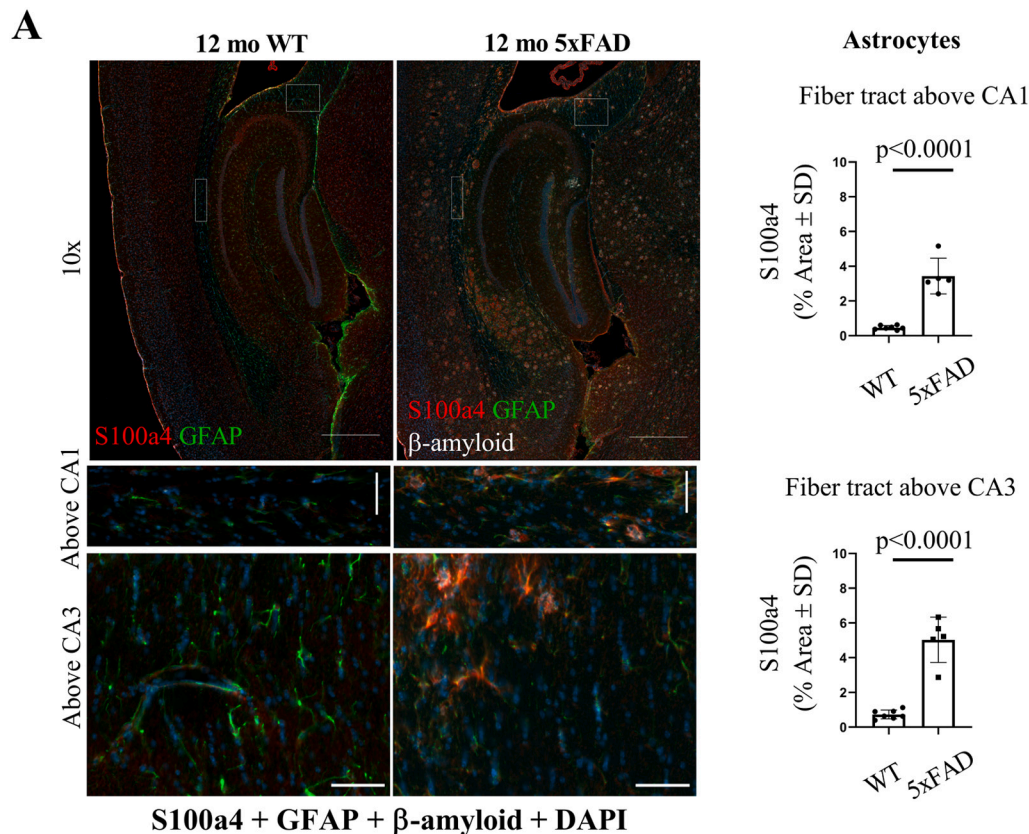 A
12 mo WT
12 mo 5xFAD
10x
S100a4 GFAP
S100a4 GFAP
β-amyloid
Above CA1
Above CA3
S100a4 + GFAP + β-amyloid + DAPI
Astrocytes
Fiber tract above CA1
p<0.0001
S100a4
(% Area ± SD)
10
8
6
4
2
0
WT
5xFAD
Fiber tract above CA3
p<0.0001
S100a4
(% Area ± SD)
10
8
6
4
2
0
WT
5xFAD